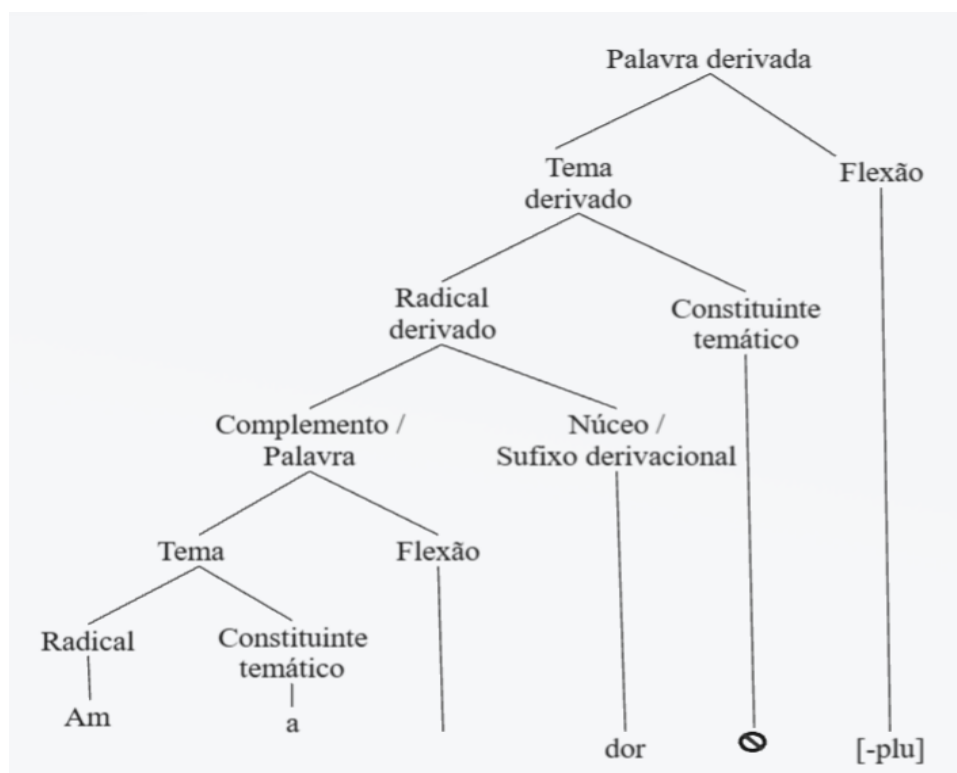 Palavra derivada
Tema
derivado
Flexão
Radical
derivado
Constituinte
temático
Complemento /
Palavra
Núceo /
Sufixo derivacional
Tema
Flexão
Radical
Constituinte
temático
Am
a
dor
[-plu]